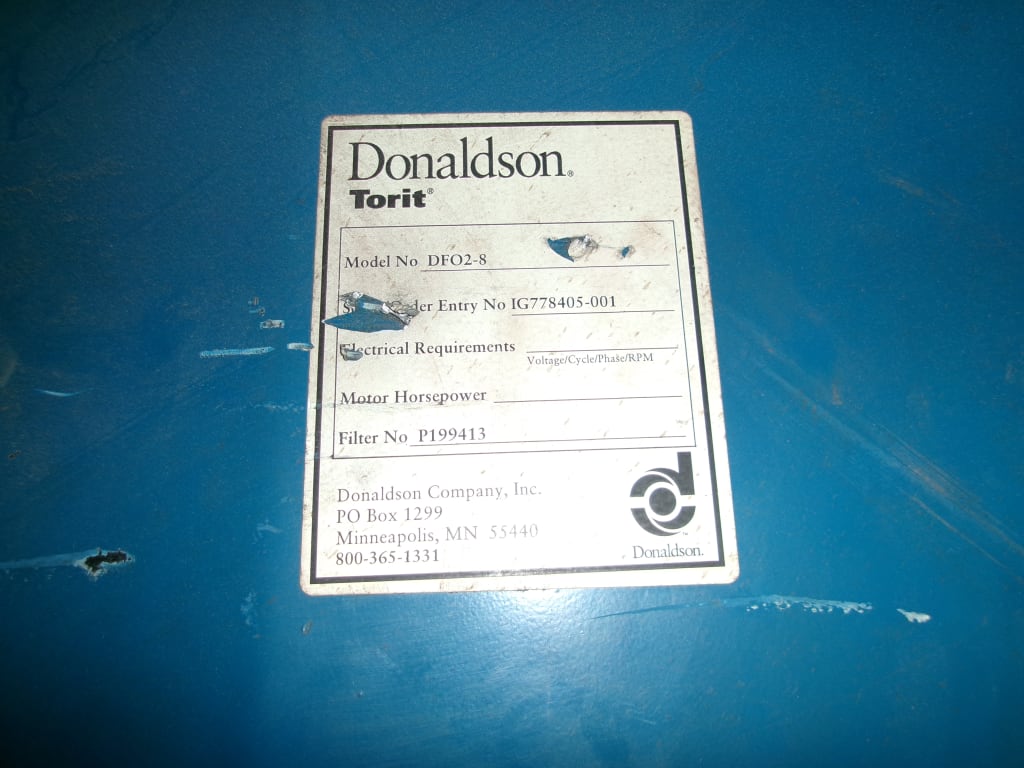 Donaldson®
Torit®
Model No DFO2-8
Entry No IG778405-001
Electrical Requirements
Voltage/Cycle/Phase/RPM
Motor Horsepower
Filter No P199413
Donaldson Company, Inc.
PO Box 1299
Minneapolis, MN 55440
800-365-1331
™
Donaldson.